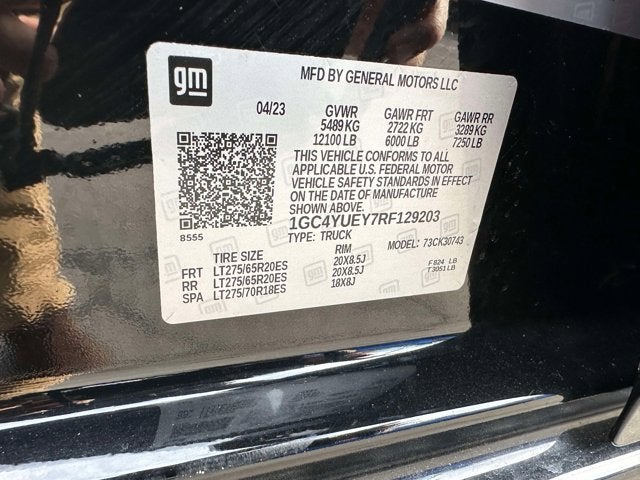 gm
MFD BY GENERAL MOTORS LLC
04/23 GVWR GAWR FRT GAWR RR
5489 KG 2722 KG 3289 KG
12100 LB 6000 LB 7250 LB
THIS VEHICLE CONFORMS TO ALL
APPLICABLE U.S. FEDERAL MOTOR
VEHICLE SAFETY STANDARDS IN EFFECT
ON THE DATE OF MANUFACTURE
SHOWN ABOVE.
8555
1GC4YUEY7RF129203
TYPE: TRUCK MODEL: 73CK30743
TIRE SIZE RIM
FRT LT275/65R20ES 20X8.5J
RR LT275/65R20ES 20X8.5J
SPA LT275/70R18ES 18X8J
F 824 LB
T 3051 LB